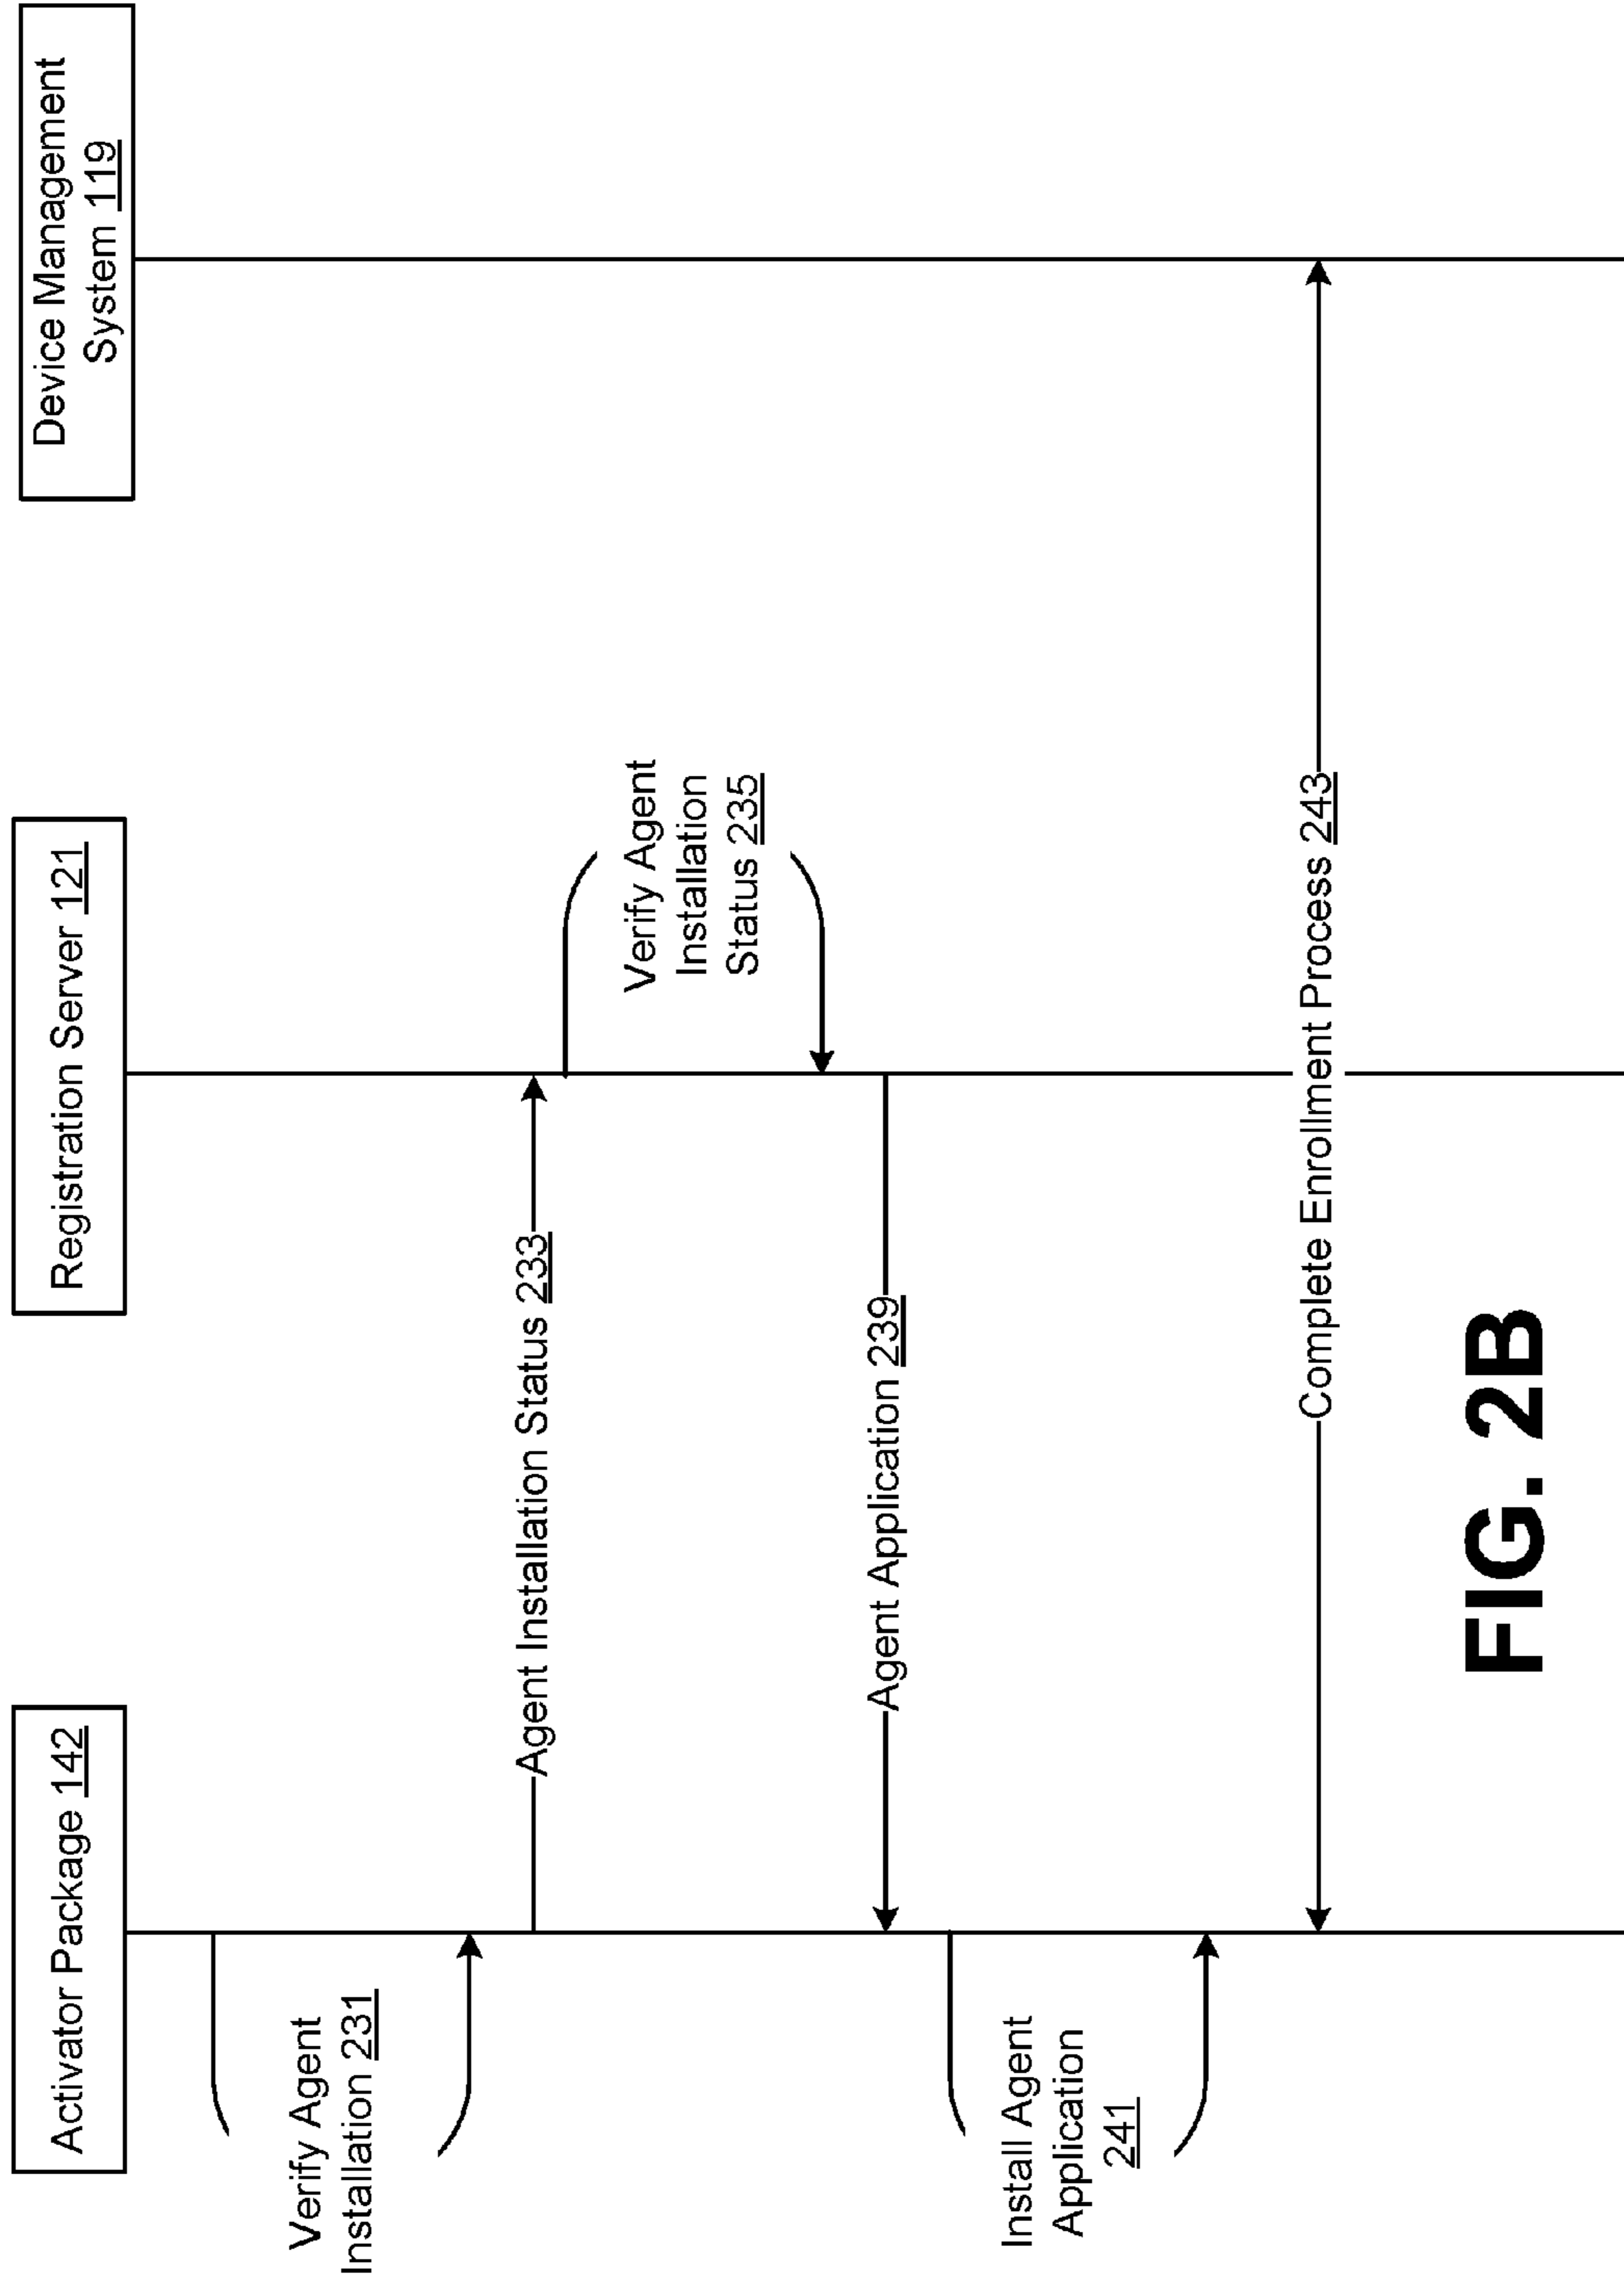 Activator Package 142
Registration Server 121
Device Management
System 119
Verify Agent
Installation 231
Agent Installation Status 233
Verify Agent
Installation
Status 235
Agent Application 239
Install Agent
Application
241
Complete Enrollment Process 243
FIG. 2B